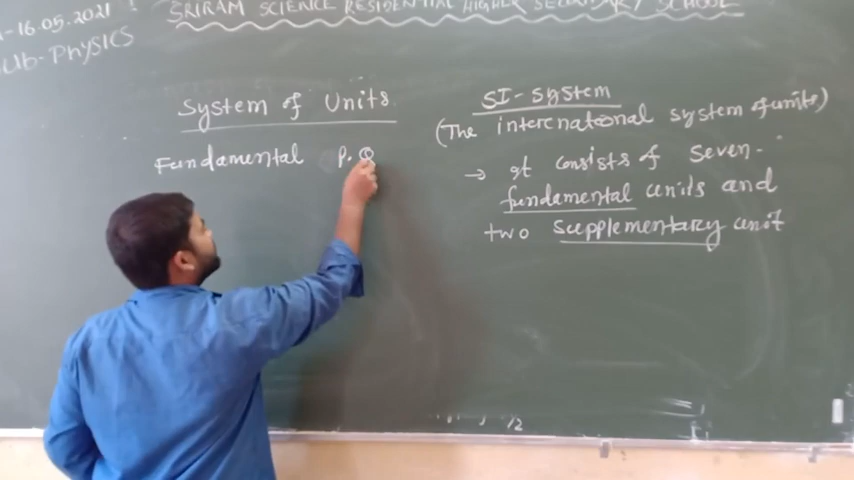 -16.05.2021
SRIRAM SCIENCE RESIDENTIAL HIGHER SECONDARY SCHOOL
Sub-PHYSICS
System of Units
Fundamental P.Q
SI-System
(The international system of units)
→ It consists of seven-
fundamental units and
two supplementary unit